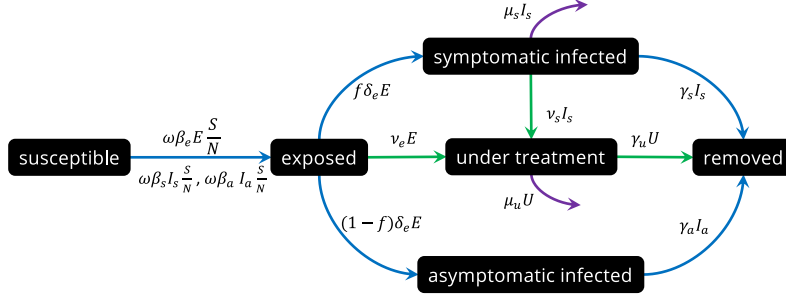 μ_s I_s
symptomatic infected
fδ_e E
γ_s I_s
ν_s I_s
ωβ_e E S/N
susceptible
exposed
ν_e E
under treatment
γ_u U
removed
ωβ_s I_s S/N , ωβ_a I_a S/N
μ_u U
(1 − f)δ_e E
γ_a I_a
asymptomatic infected